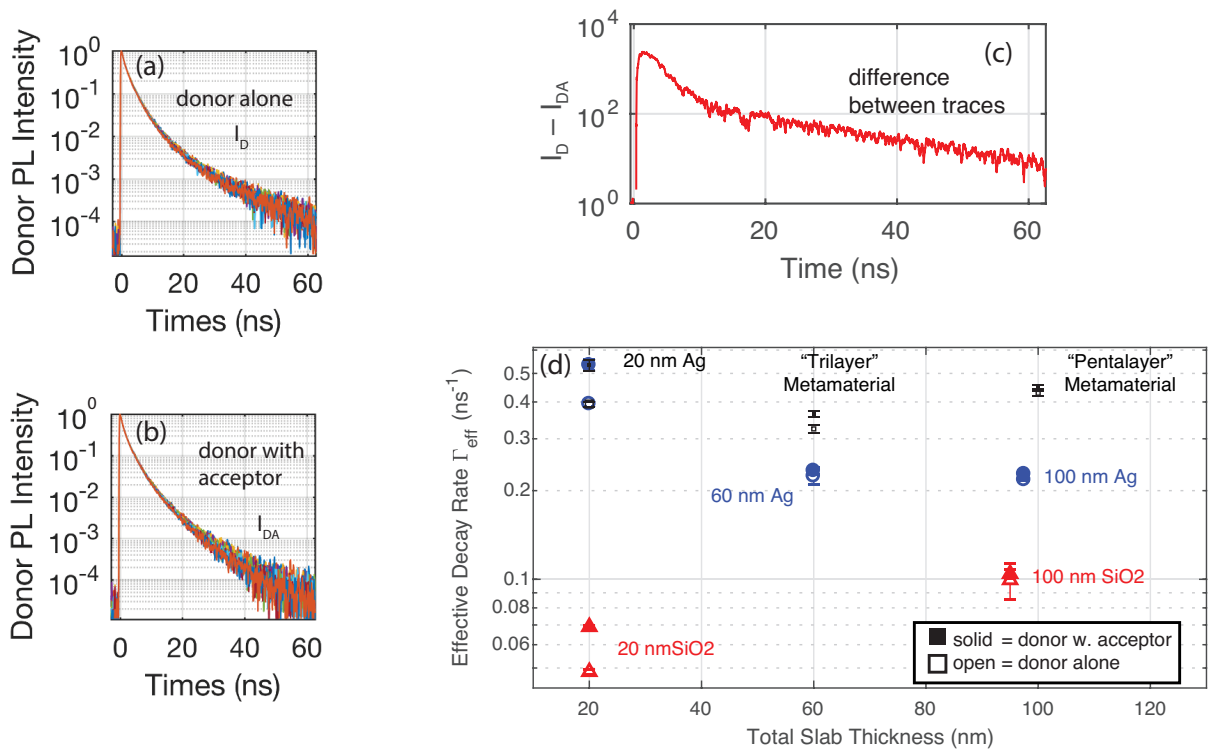 (a)
donor alone
I_D
Donor PL Intensity
10^0
10^-1
10^-2
10^-3
10^-4
0 20 40 60
Times (ns)
(b)
donor with
acceptor
I_DA
Donor PL Intensity
10^0
10^-1
10^-2
10^-3
10^-4
0 20 40 60
Times (ns)
(c)
difference
between traces
I_D – I_DA
10^4
10^2
10^0
0 20 40 60
Time (ns)
(d)
20 nm Ag
"Trilayer"
Metamaterial
"Pentalayer"
Metamaterial
60 nm Ag
100 nm Ag
100 nm SiO2
20 nmSiO2
solid = donor w. acceptor
open = donor alone
Effective Decay Rate Γ_eff (ns^-1)
0.5
0.4
0.3
0.2
0.1
0.08
0.06
20 40 60 80 100 120
Total Slab Thickness (nm)